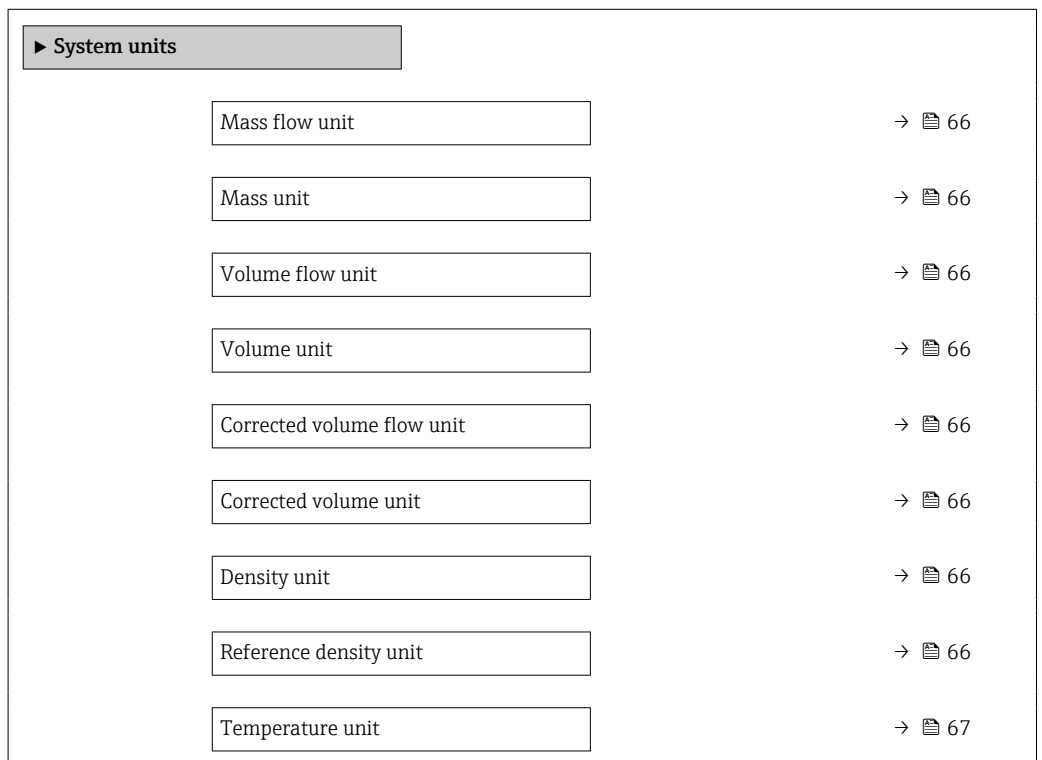 ▶ System units
Mass flow unit → 66
Mass unit → 66
Volume flow unit → 66
Volume unit → 66
Corrected volume flow unit → 66
Corrected volume unit → 66
Density unit → 66
Reference density unit → 66
Temperature unit → 67